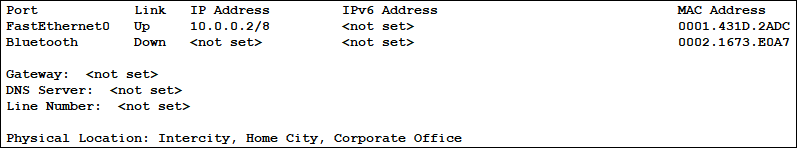 Port Link IP Address IPv6 Address MAC Address
FastEthernet0 Up 10.0.0.2/8 <not set> 0001.431D.2ADC
Bluetooth Down <not set> <not set> 0002.1673.E0A7
Gateway: <not set>
DNS Server: <not set>
Line Number: <not set>
Physical Location: Intercity, Home City, Corporate Office